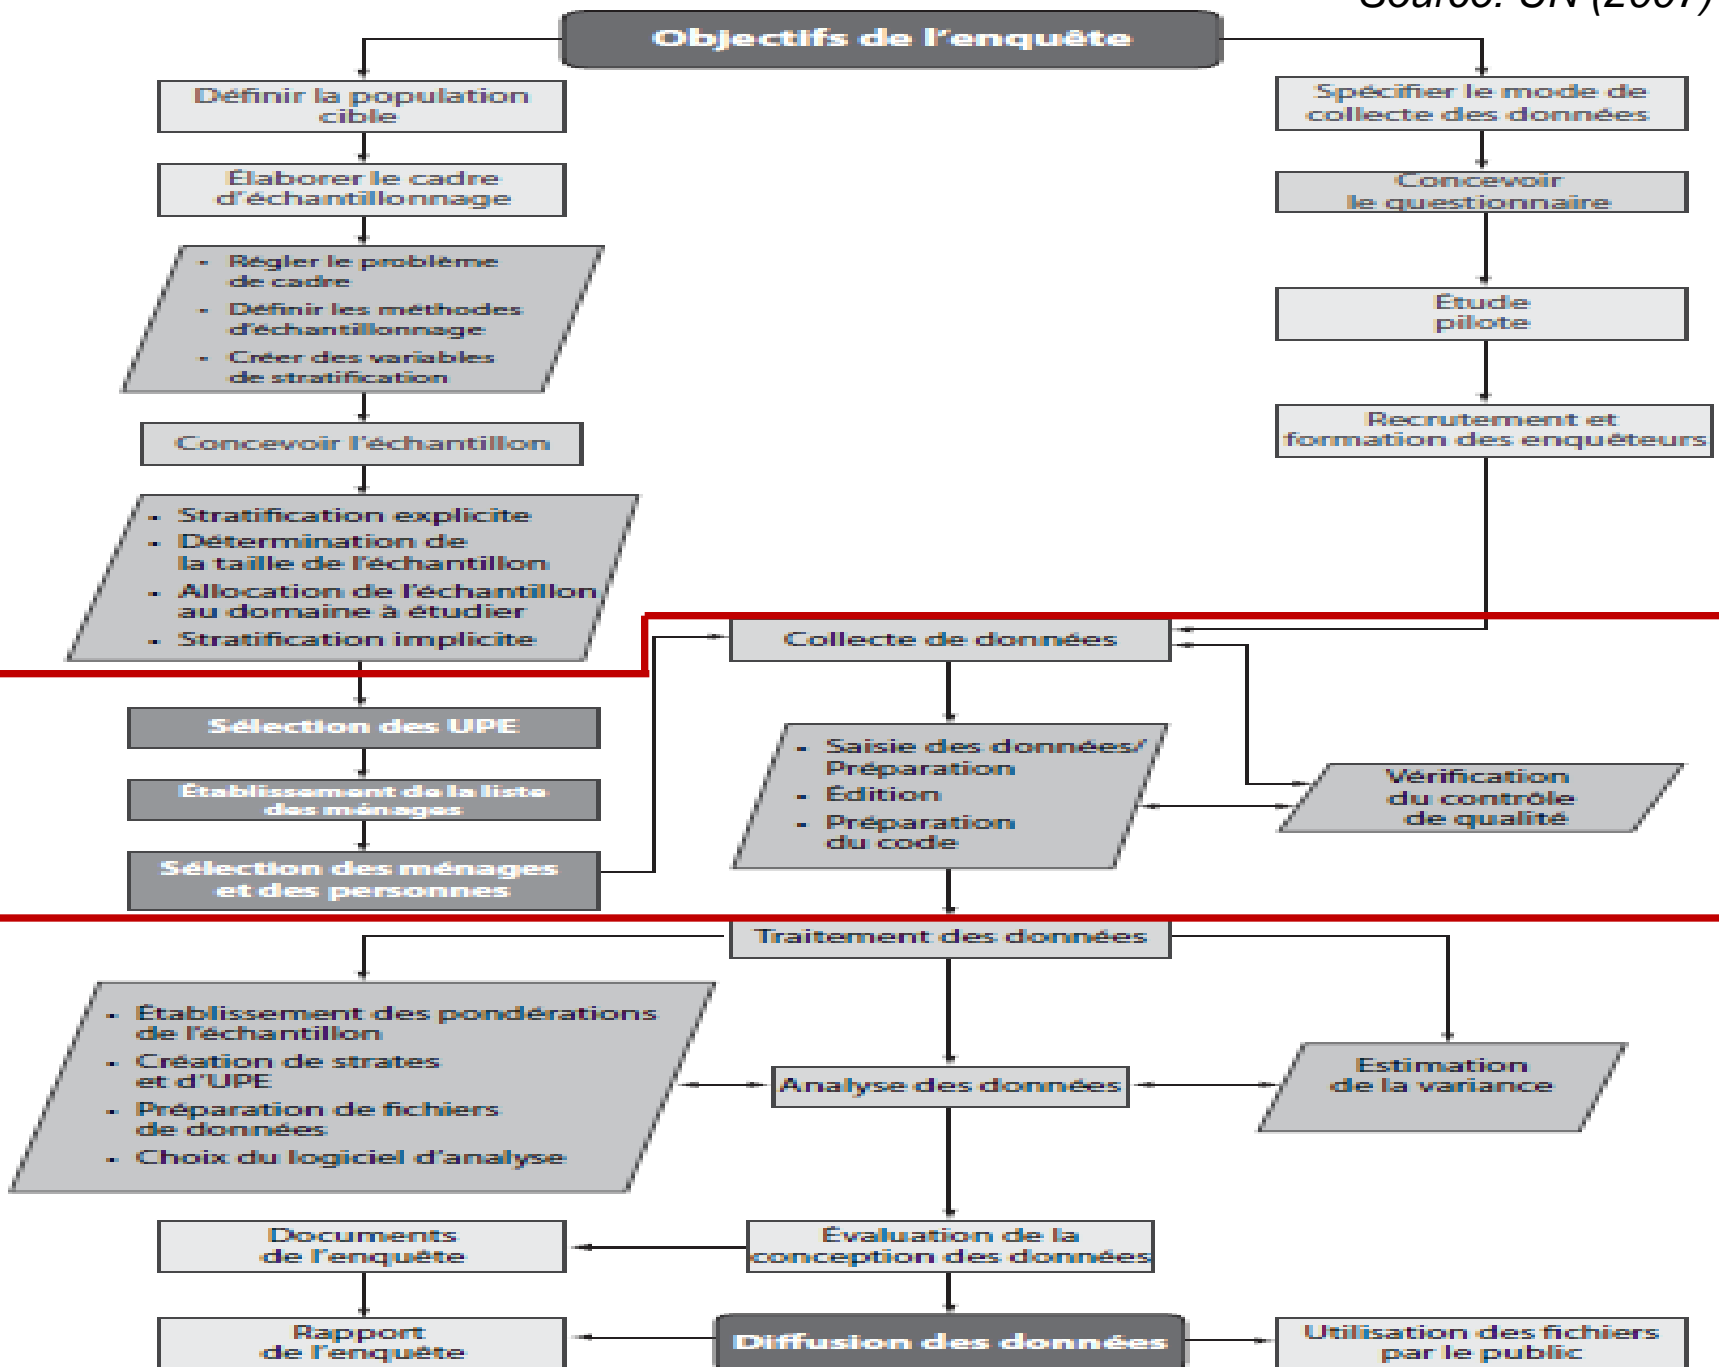 Source: UN (2007)
Objectifs de l'enquête
Définir la population
cible
Élaborer le cadre
d'échantillonnage
- Régler le problème
de cadre
- Définir les méthodes
d'échantillonnage
- Créer des variables
de stratification
Concevoir l'échantillon
- Stratification explicite
- Détermination de
la taille de l'échantillon
- Allocation de l'échantillon
au domaine à étudier
- Stratification implicite
Spécifier le mode de
collecte des données
Concevoir
le questionnaire
Étude
pilote
Recrutement et
formation des enquêteurs
Sélection des UPE
Établissement de la liste
des ménages
Sélection des ménages
et des personnes
Collecte de données
- Saisie des données/
Préparation
- Édition
- Préparation
du code
Vérification
du contrôle
de qualité
Traitement des données
- Établissement des pondérations
de l'échantillon
- Création de strates
et d'UPE
- Préparation de fichiers
de données
- Choix du logiciel d'analyse
Analyse des données
Estimation
de la variance
Documents
de l'enquête
Évaluation de la
conception des données
Rapport
de l'enquête
Diffusion des données
Utilisation des fichiers
par le public